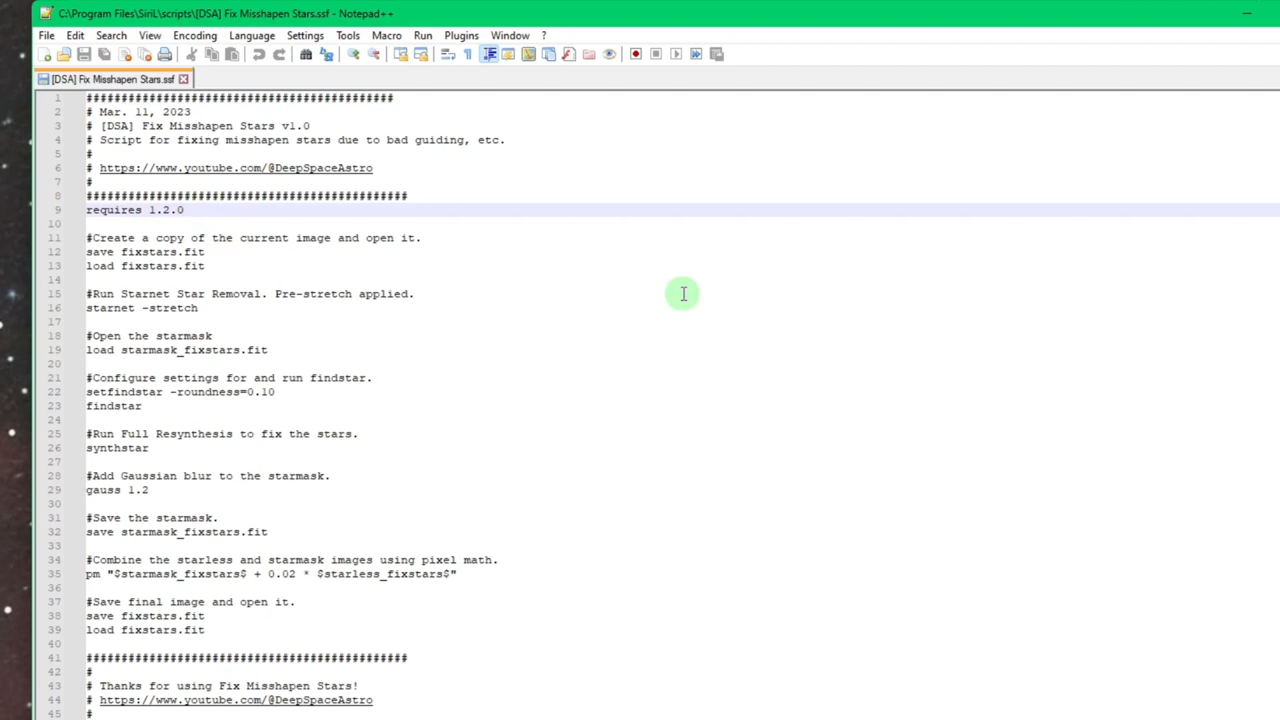 C:\Program Files\SiriL\scripts\[DSA] Fix Misshapen Stars.ssf - Notepad++
File Edit Search View Encoding Language Settings Tools Macro Run Plugins Window ?
[DSA] Fix Misshapen Stars.ssf
1 ############################################
2 # Mar. 11, 2023
3 # [DSA] Fix Misshapen Stars v1.0
4 # Script for fixing misshapen stars due to bad guiding, etc.
5 #
6 # https://www.youtube.com/@DeepSpaceAstro
7 #
8 ##############################################
9 requires 1.2.0
10
11 #Create a copy of the current image and open it.
12 save fixstars.fit
13 load fixstars.fit
14
15 #Run Starnet Star Removal. Pre-stretch applied.
16 starnet -stretch
17
18 #Open the starmask
19 load starmask_fixstars.fit
20
21 #Configure settings for and run findstar.
22 setfindstar -roundness=0.10
23 findstar
24
25 #Run Full Resynthesis to fix the stars.
26 synthstar
27
28 #Add Gaussian blur to the starmask.
29 gauss 1.2
30
31 #Save the starmask.
32 save starmask_fixstars.fit
33
34 #Combine the starless and starmask images using pixel math.
35 pm "$starmask_fixstars$ + 0.02 * $starless_fixstars$"
36
37 #Save final image and open it.
38 save fixstars.fit
39 load fixstars.fit
40
41 ##############################################
42 #
43 # Thanks for using Fix Misshapen Stars!
44 # https://www.youtube.com/@DeepSpaceAstro
45 #